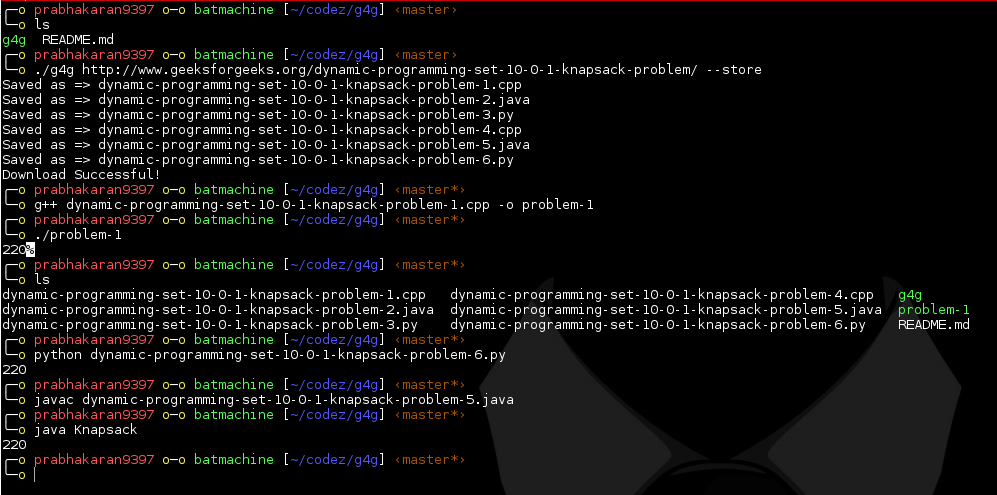 ╭─o prabhakaran9397 o─o batmachine [~/codez/g4g] ‹master›
╰─o ls
g4g  README.md
╭─o prabhakaran9397 o─o batmachine [~/codez/g4g] ‹master›
╰─o ./g4g http://www.geeksforgeeks.org/dynamic-programming-set-10-0-1-knapsack-problem/ --store
Saved as => dynamic-programming-set-10-0-1-knapsack-problem-1.cpp
Saved as => dynamic-programming-set-10-0-1-knapsack-problem-2.java
Saved as => dynamic-programming-set-10-0-1-knapsack-problem-3.py
Saved as => dynamic-programming-set-10-0-1-knapsack-problem-4.cpp
Saved as => dynamic-programming-set-10-0-1-knapsack-problem-5.java
Saved as => dynamic-programming-set-10-0-1-knapsack-problem-6.py
Download Successful!
╭─o prabhakaran9397 o─o batmachine [~/codez/g4g] ‹master*›
╰─o g++ dynamic-programming-set-10-0-1-knapsack-problem-1.cpp -o problem-1
╭─o prabhakaran9397 o─o batmachine [~/codez/g4g] ‹master*›
╰─o ./problem-1
220%
╭─o prabhakaran9397 o─o batmachine [~/codez/g4g] ‹master*›
╰─o ls
dynamic-programming-set-10-0-1-knapsack-problem-1.cpp   dynamic-programming-set-10-0-1-knapsack-problem-4.cpp   g4g
dynamic-programming-set-10-0-1-knapsack-problem-2.java  dynamic-programming-set-10-0-1-knapsack-problem-5.java  problem-1
dynamic-programming-set-10-0-1-knapsack-problem-3.py    dynamic-programming-set-10-0-1-knapsack-problem-6.py    README.md
╭─o prabhakaran9397 o─o batmachine [~/codez/g4g] ‹master*›
╰─o python dynamic-programming-set-10-0-1-knapsack-problem-6.py
220
╭─o prabhakaran9397 o─o batmachine [~/codez/g4g] ‹master*›
╰─o javac dynamic-programming-set-10-0-1-knapsack-problem-5.java
╭─o prabhakaran9397 o─o batmachine [~/codez/g4g] ‹master*›
╰─o java Knapsack
220
╭─o prabhakaran9397 o─o batmachine [~/codez/g4g] ‹master*›
╰─o